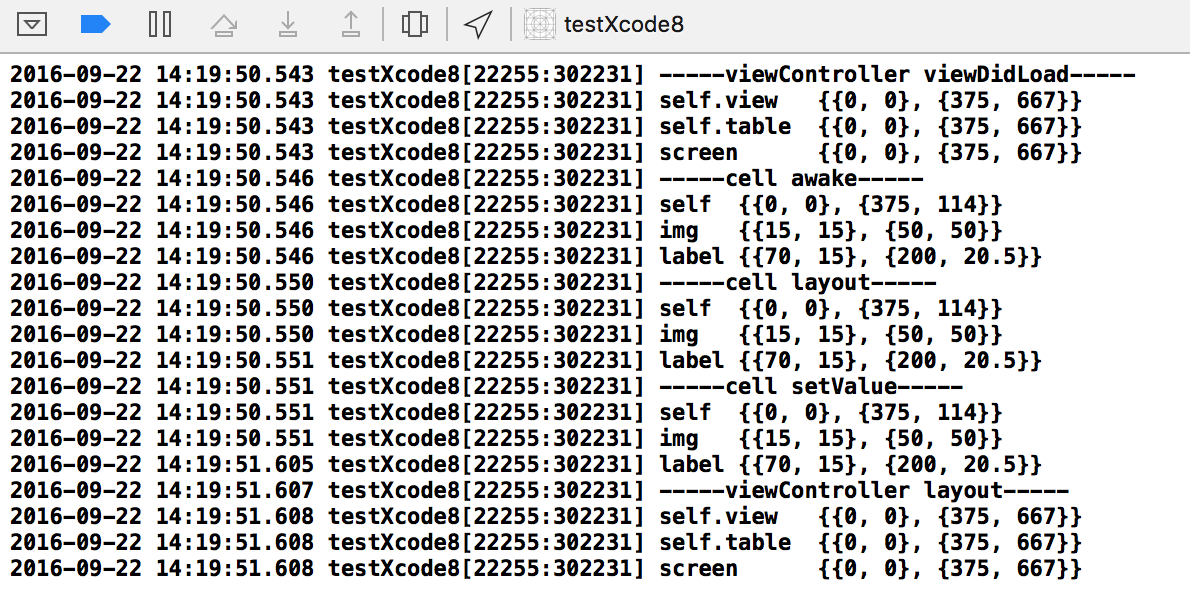 testXcode8
2016-09-22 14:19:50.543 testXcode8[22255:302231] -----viewController viewDidLoad-----
2016-09-22 14:19:50.543 testXcode8[22255:302231] self.view   {{0, 0}, {375, 667}}
2016-09-22 14:19:50.543 testXcode8[22255:302231] self.table  {{0, 0}, {375, 667}}
2016-09-22 14:19:50.543 testXcode8[22255:302231] screen      {{0, 0}, {375, 667}}
2016-09-22 14:19:50.546 testXcode8[22255:302231] -----cell awake-----
2016-09-22 14:19:50.546 testXcode8[22255:302231] self  {{0, 0}, {375, 114}}
2016-09-22 14:19:50.546 testXcode8[22255:302231] img   {{15, 15}, {50, 50}}
2016-09-22 14:19:50.546 testXcode8[22255:302231] label {{70, 15}, {200, 20.5}}
2016-09-22 14:19:50.550 testXcode8[22255:302231] -----cell layout-----
2016-09-22 14:19:50.550 testXcode8[22255:302231] self  {{0, 0}, {375, 114}}
2016-09-22 14:19:50.550 testXcode8[22255:302231] img   {{15, 15}, {50, 50}}
2016-09-22 14:19:50.551 testXcode8[22255:302231] label {{70, 15}, {200, 20.5}}
2016-09-22 14:19:50.551 testXcode8[22255:302231] -----cell setValue-----
2016-09-22 14:19:50.551 testXcode8[22255:302231] self  {{0, 0}, {375, 114}}
2016-09-22 14:19:50.551 testXcode8[22255:302231] img   {{15, 15}, {50, 50}}
2016-09-22 14:19:51.605 testXcode8[22255:302231] label {{70, 15}, {200, 20.5}}
2016-09-22 14:19:51.607 testXcode8[22255:302231] -----viewController layout-----
2016-09-22 14:19:51.608 testXcode8[22255:302231] self.view   {{0, 0}, {375, 667}}
2016-09-22 14:19:51.608 testXcode8[22255:302231] self.table  {{0, 0}, {375, 667}}
2016-09-22 14:19:51.608 testXcode8[22255:302231] screen      {{0, 0}, {375, 667}}